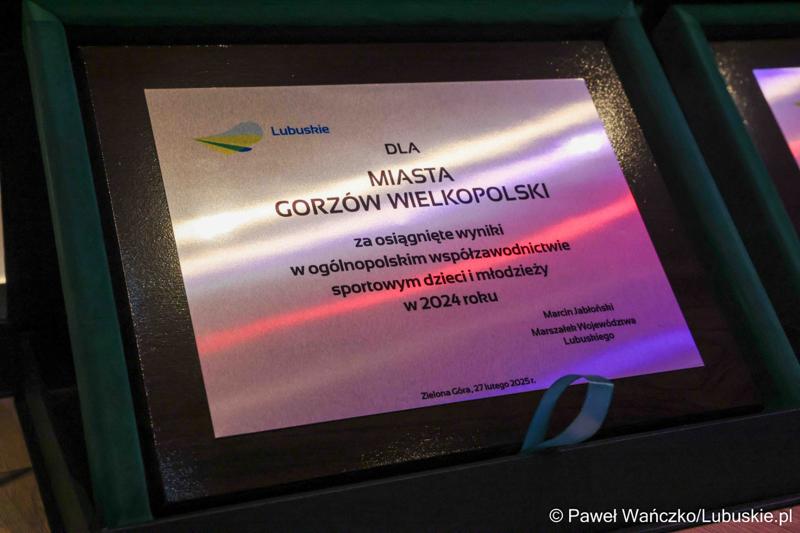 Lubuskie
DLA
MIASTA
GORZÓW WIELKOPOLSKI
za osiągnięte wyniki
w ogólnopolskim współzawodnictwie
sportowym dzieci i młodzieży
w 2024 roku
Marcin Jabłoński
Marszałek Województwa
Lubuskiego
Zielona Góra, 27 lutego 2025 r.
© Paweł Wańczko/Lubuskie.pl